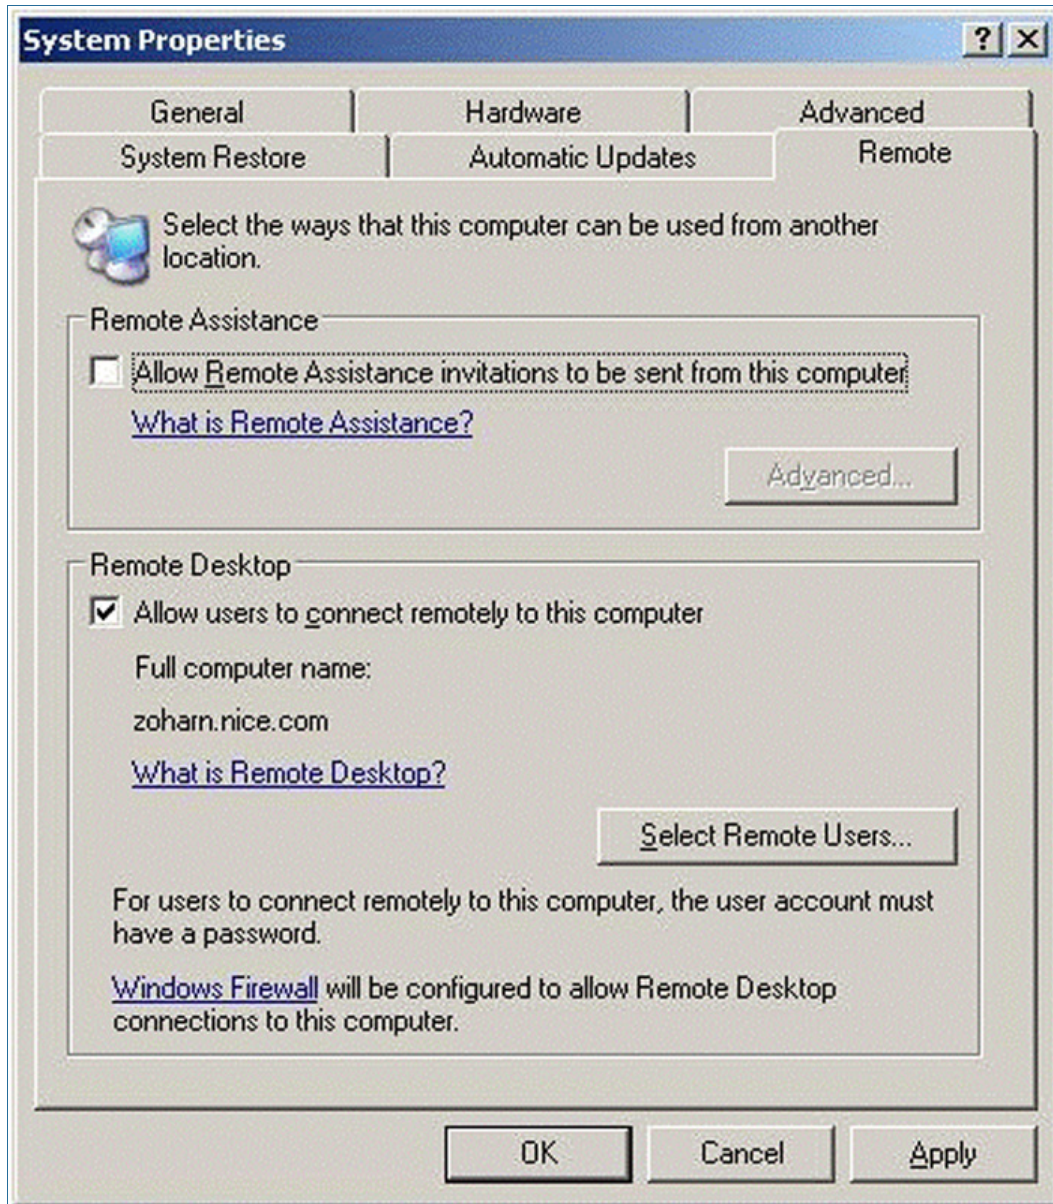 System Properties
General
Hardware
Advanced
System Restore
Automatic Updates
Remote
Select the ways that this computer can be used from another
location.
Remote Assistance
Allow Remote Assistance invitations to be sent from this computer
What is Remote Assistance?
Advanced...
Remote Desktop
Allow users to connect remotely to this computer
Full computer name:
zoharn.nice.com
What is Remote Desktop?
Select Remote Users...
For users to connect remotely to this computer, the user account must
have a password.
Windows Firewall will be configured to allow Remote Desktop
connections to this computer.
OK
Cancel
Apply